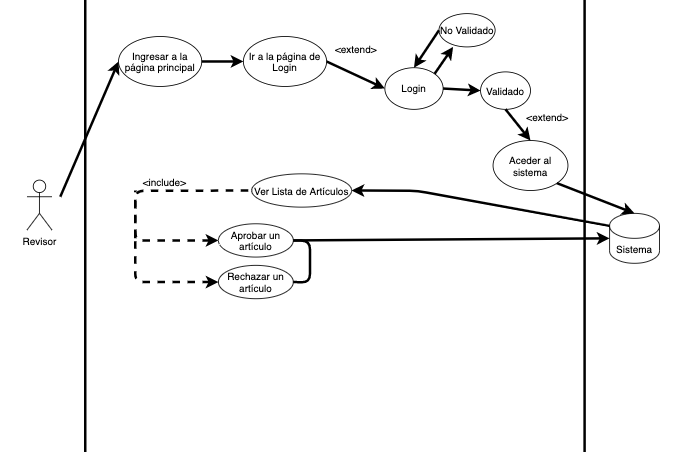 No Validado
Ingresar a la
página principal
Ir a la página de
Login
<extend>
Login
Validado
<extend>
Aceder al
sistema
<include>
Ver Lista de Artículos
Revisor
Aprobar un
artículo
Sistema
Rechazar un
artículo